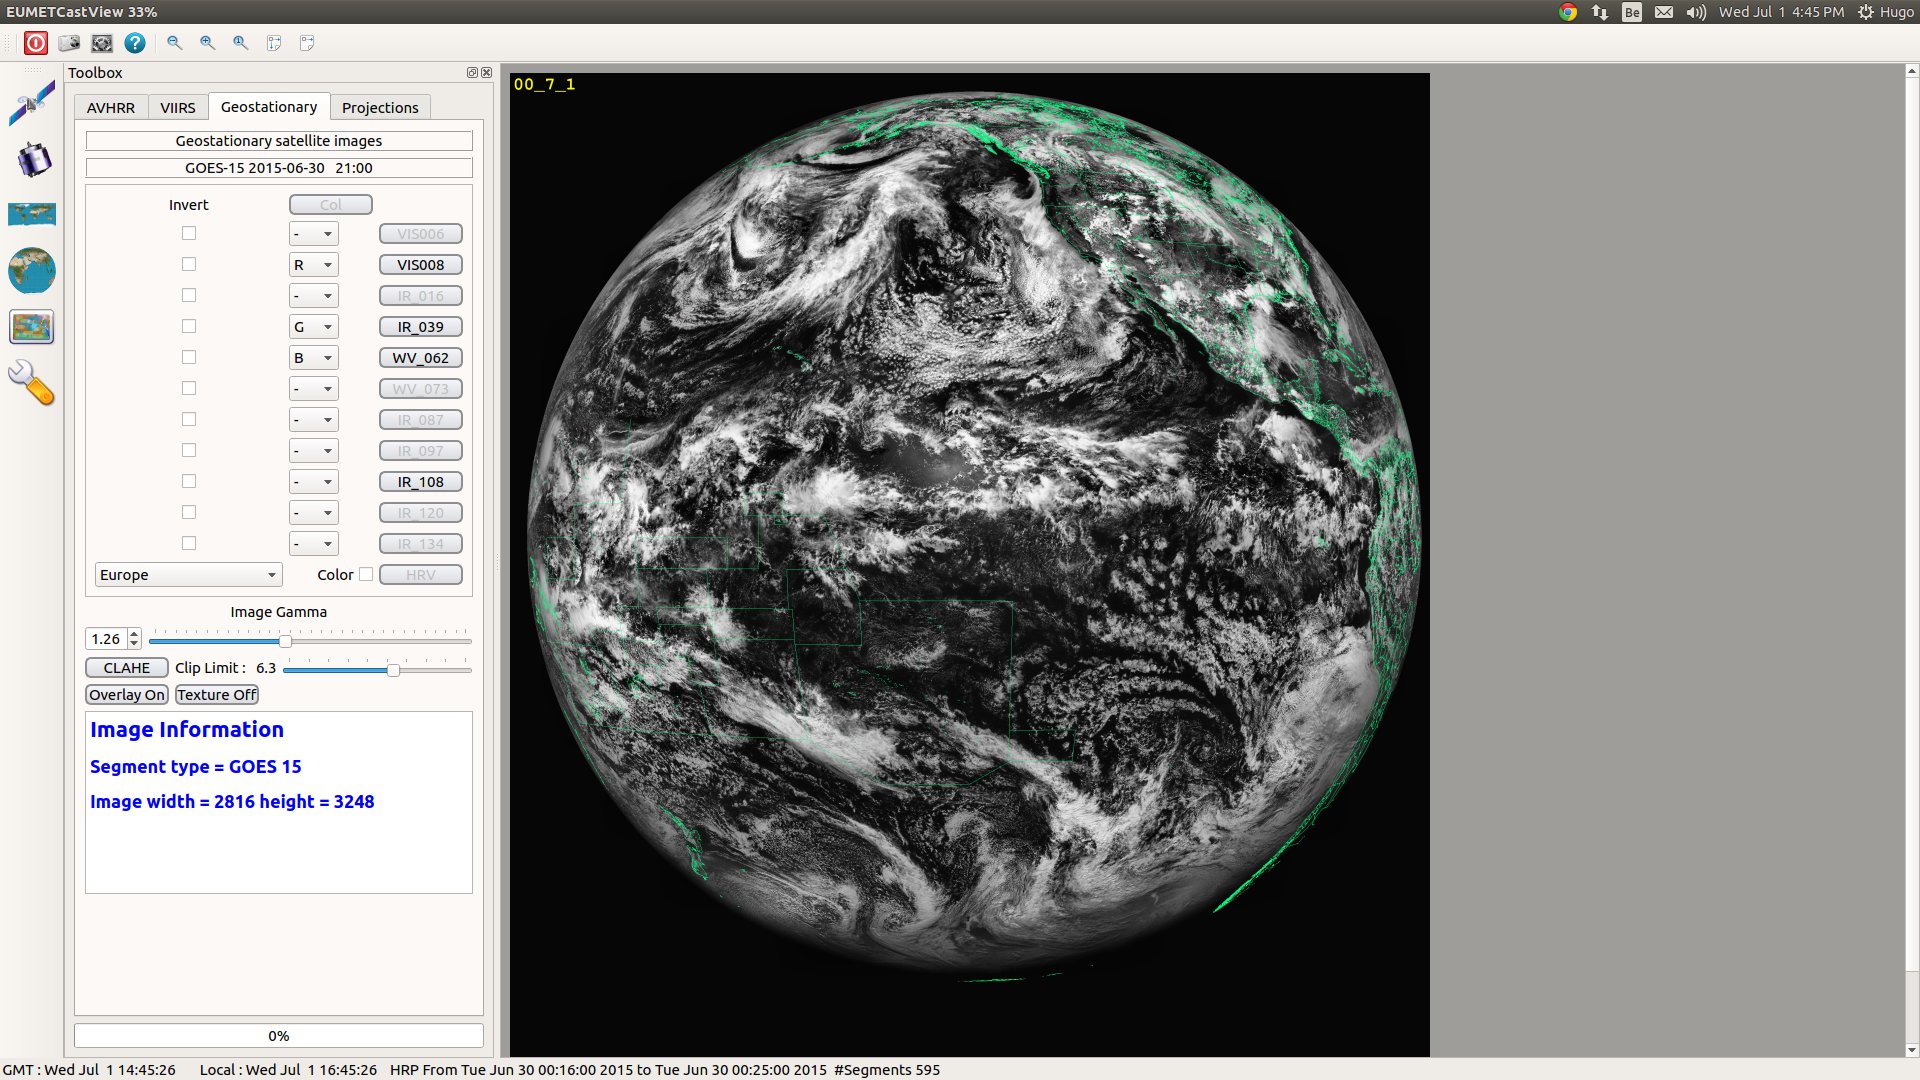 EUMETCastView 33%
Be
Wed Jul 1 4:45 PM
Hugo
Toolbox
AVHRR
VIIRS
Geostationary
Projections
Geostationary satellite images
GOES-15 2015-06-30 21:00
Invert
Col
- VIS006
R VIS008
- IR_016
G IR_039
B WV_062
- WV_073
- IR_087
- IR_097
- IR_108
- IR_120
- IR_134
Europe
Color
HRV
Image Gamma
1.26
CLAHE
Clip Limit : 6.3
Overlay On
Texture Off
Image Information
Segment type = GOES 15
Image width = 2816 height = 3248
0%
00_7_1
GMT : Wed Jul 1 14:45:26
Local : Wed Jul 1 16:45:26
HRP From Tue Jun 30 00:16:00 2015 to Tue Jun 30 00:25:00 2015 #Segments 595